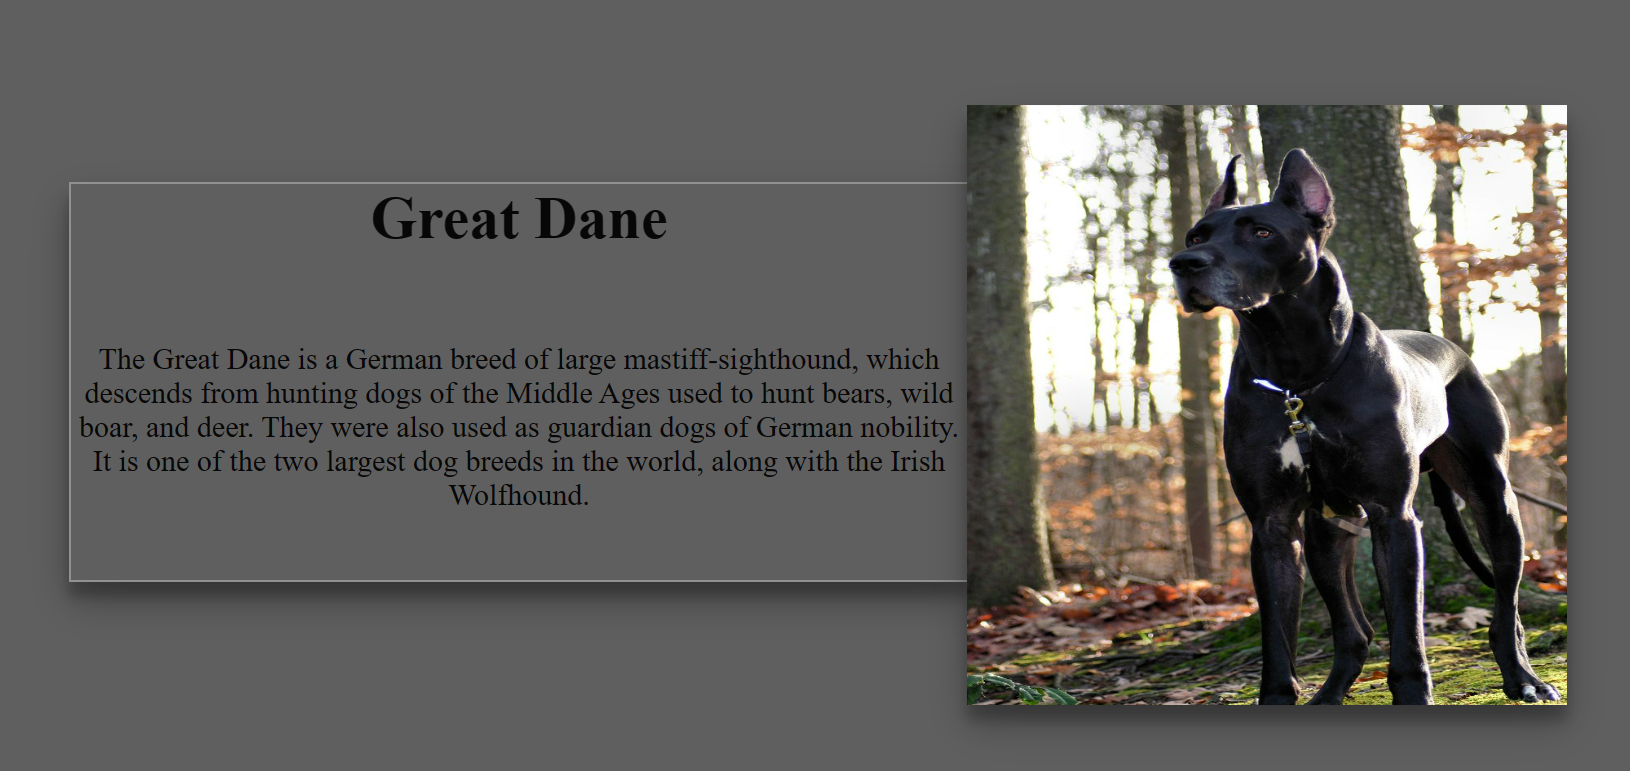 Great Dane
The Great Dane is a German breed of large mastiff-sighthound, which
descends from hunting dogs of the Middle Ages used to hunt bears, wild
boar, and deer. They were also used as guardian dogs of German nobility.
It is one of the two largest dog breeds in the world, along with the Irish
Wolfhound.